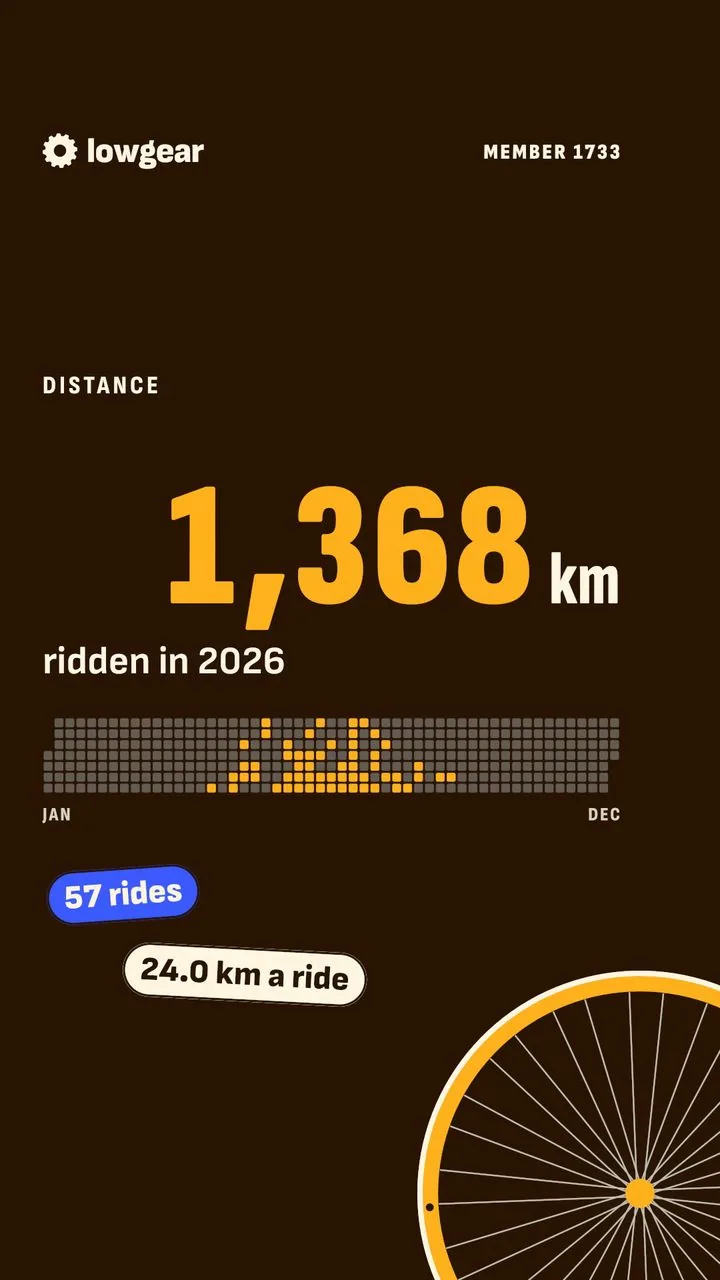 lowgear
MEMBER 1733
DISTANCE
1,368 km
ridden in 2026
JAN
DEC
57 rides
24.0 km a ride